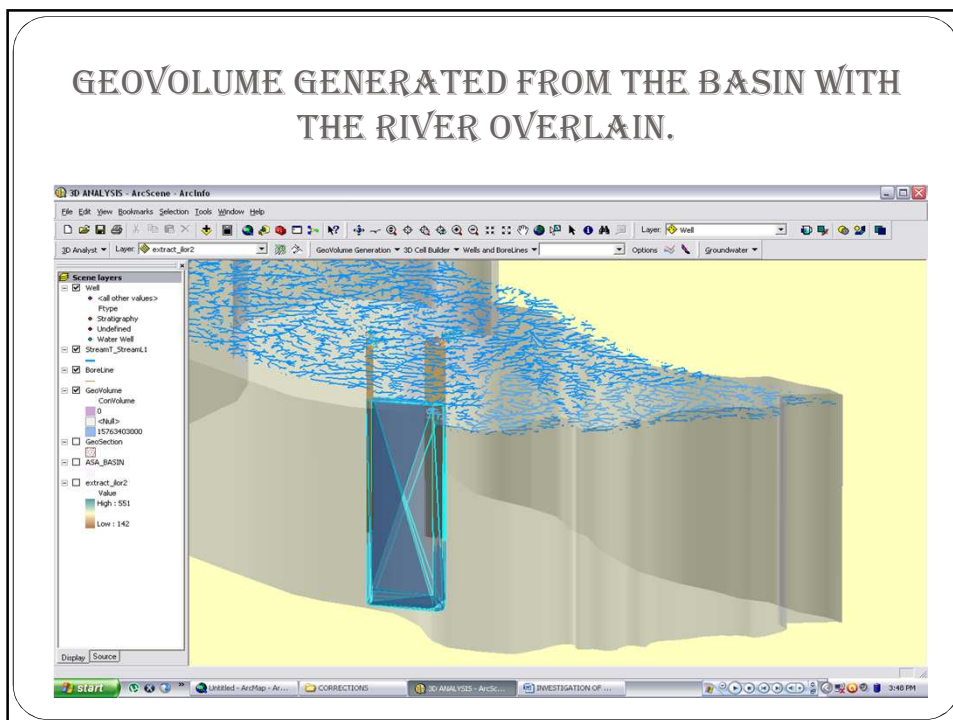 GEOVOLUME GENERATED FROM THE BASIN WITH
THE RIVER OVERLAIN.
3D ANALYSIS - ArcScene - ArcInfo
File Edit View Bookmarks Selection Tools Window Help
Layer: Well
3D Analyst Layer: extract_ilor2 GeoVolume Generation 3D Cell Builder Wells and BoreLines Options Groundwater
Scene layers
Well
<all other values>
Ftype
Stratigraphy
Undefined
Water Well
StreamT_StreamL1
BoreLine
GeoVolume
ConVolume
0
<Null>
15763403000
GeoSection
ASA_BASIN
extract_ilor2
Value
High : 551
Low : 142
Display Source
start Untitled - ArcMap - Ar... CORRECTIONS 3D ANALYSIS - ArcSc... INVESTIGATION OF ... 3:48 PM